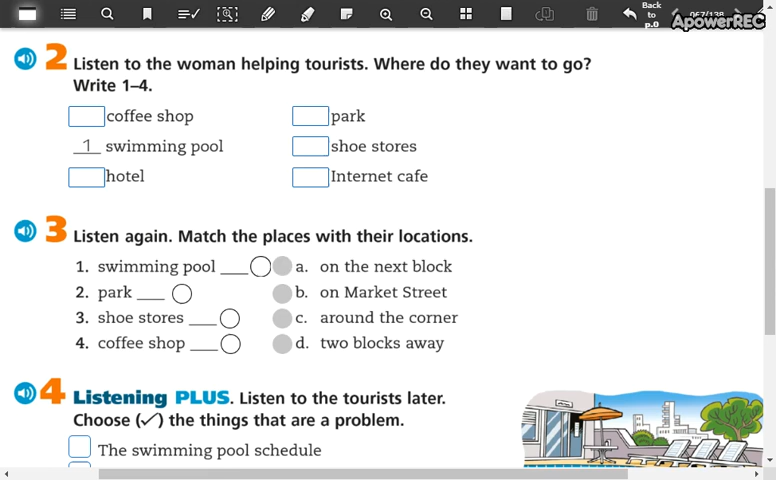 Back
to
p.0
067/138
ApowerREC
2 Listen to the woman helping tourists. Where do they want to go?
Write 1–4.
coffee shop
park
1 swimming pool
shoe stores
hotel
Internet cafe
3 Listen again. Match the places with their locations.
1. swimming pool ___ a. on the next block
2. park ___ b. on Market Street
3. shoe stores ___ c. around the corner
4. coffee shop ___ d. two blocks away
4 Listening PLUS. Listen to the tourists later.
Choose (✓) the things that are a problem.
The swimming pool schedule